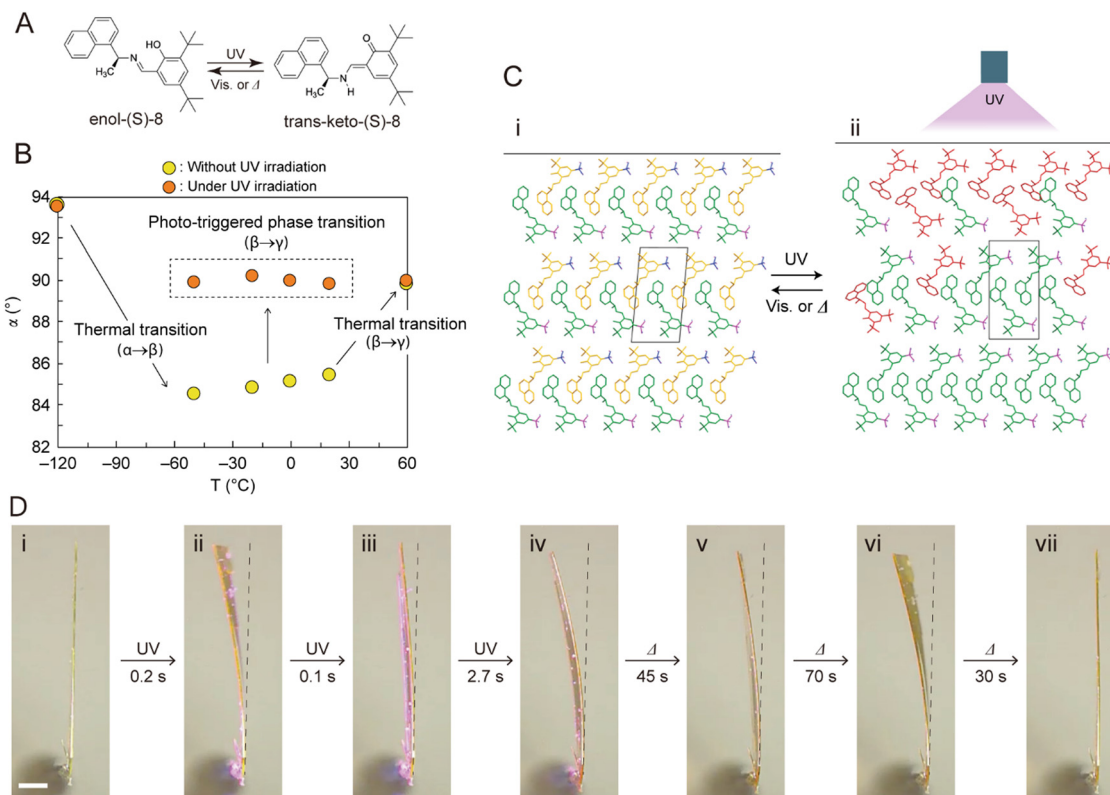 A
HO
N
CH₃
H₃C
UV
Vis. or Δ
O
N
H
H₃C
enol-(S)-8
trans-keto-(S)-8
B
: Without UV irradiation
: Under UV irradiation
94
92
90
88
86
84
82
α (°)
Photo-triggered phase transition
(β→γ)
Thermal transition
(α→β)
Thermal transition
(β→γ)
–120
–90
–60
–30
0
30
60
T (°C)
C
UV
i
ii
UV
Vis. or Δ
D
i
UV
0.2 s
ii
UV
0.1 s
iii
UV
2.7 s
iv
Δ
45 s
v
Δ
70 s
vi
Δ
30 s
vii